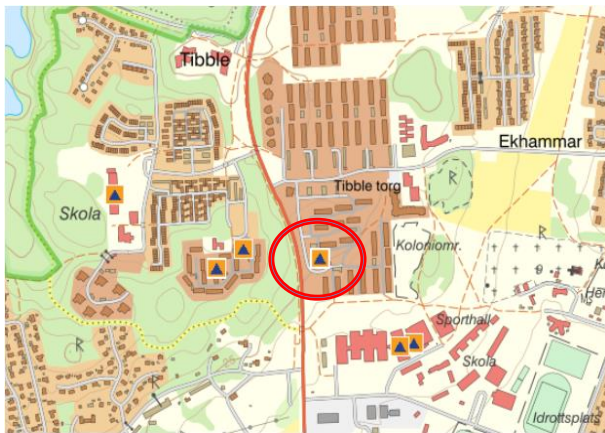 Tibble
Ekhammar
Tibble torg
Skola
Koloniomr.
Sporthall
Skola
Idrottsplats